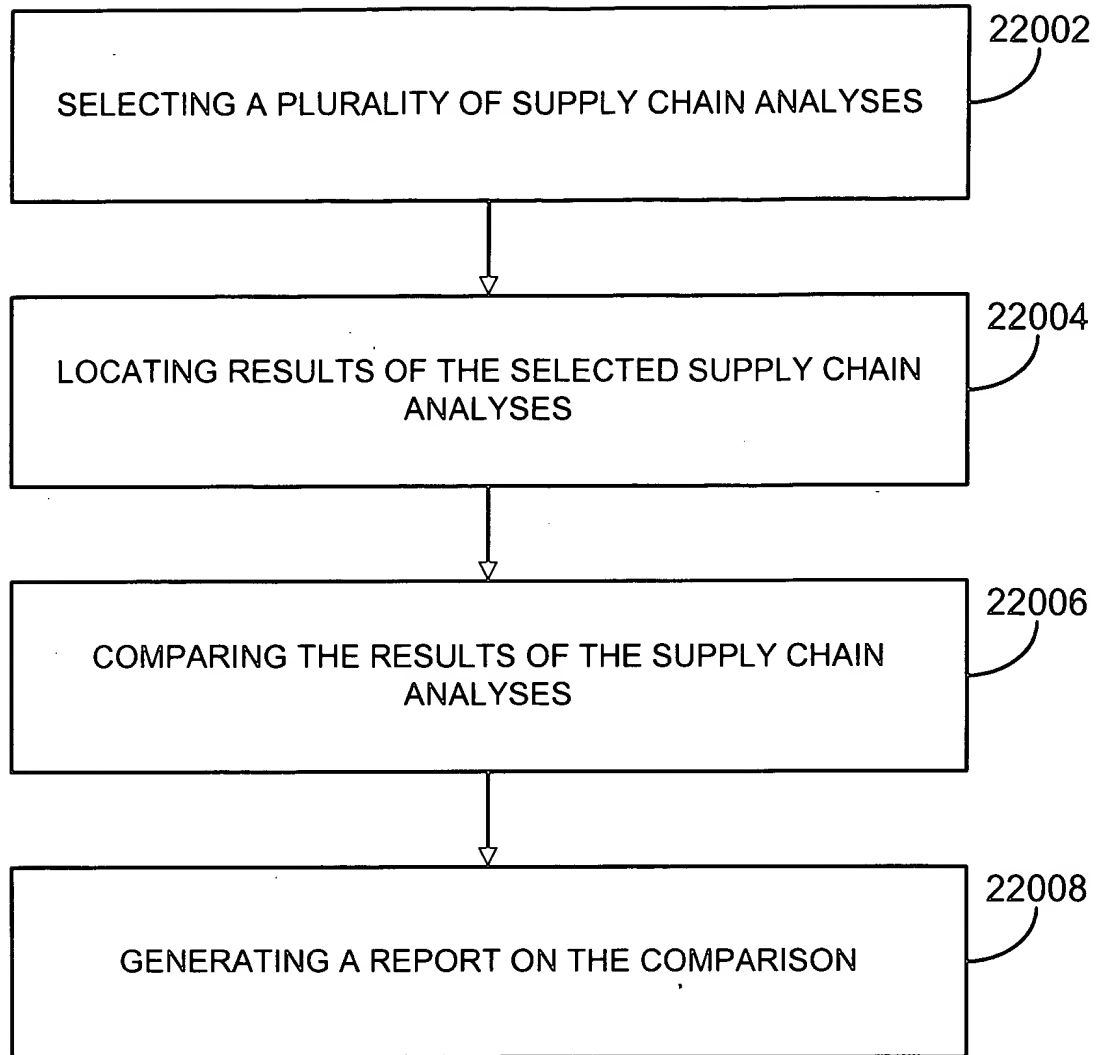 22002
SELECTING A PLURALITY OF SUPPLY CHAIN ANALYSES
22004
LOCATING RESULTS OF THE SELECTED SUPPLY CHAIN
ANALYSES
22006
COMPARING THE RESULTS OF THE SUPPLY CHAIN
ANALYSES
22008
GENERATING A REPORT ON THE COMPARISON